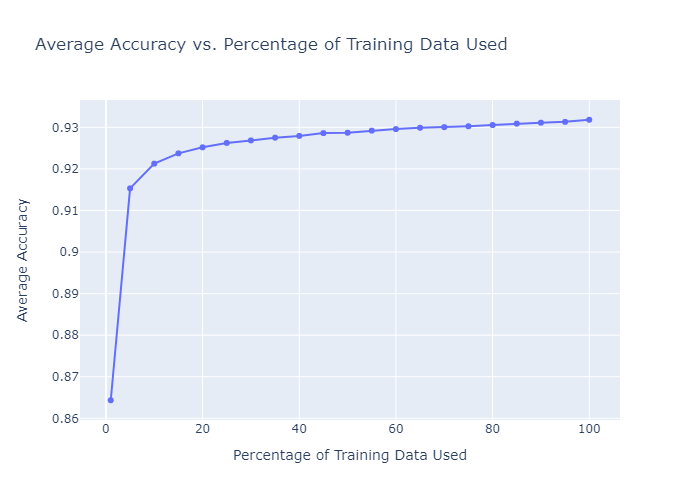 Average Accuracy vs. Percentage of Training Data Used
0.93
0.92
0.91
0.9
0.89
0.88
0.87
0.86
Average Accuracy
0 20 40 60 80 100
Percentage of Training Data Used